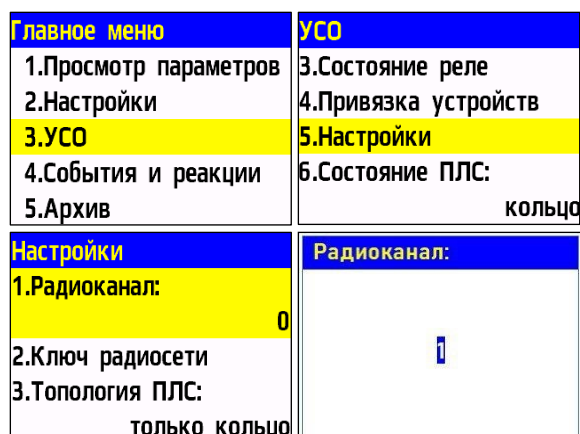 Главное меню
1.Просмотр параметров
2.Настройки
3.УСО
4.События и реакции
5.Архив
УСО
3.Состояние реле
4.Привязка устройств
5.Настройки
6.Состояние ПЛС:
кольцо
Настройки
1.Радиоканал:
0
2.Ключ радиосети
3.Топология ПЛС:
только кольцо
Радиоканал:
1